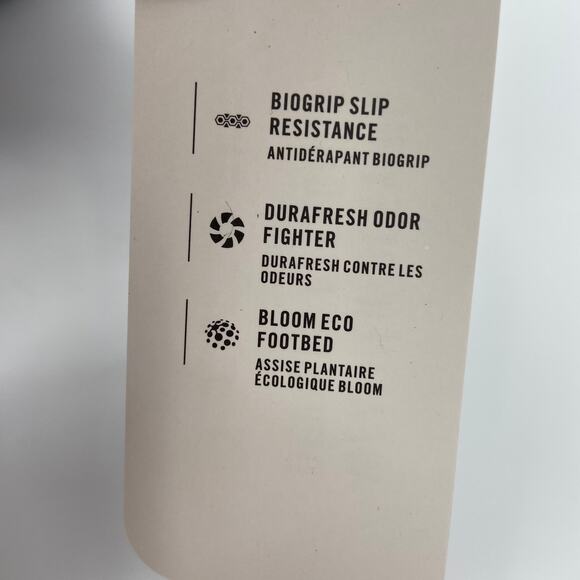 BIOGRIP SLIP
RESISTANCE
ANTIDÉRAPANT BIOGRIP
DURAFRESH ODOR
FIGHTER
DURAFRESH CONTRE LES
ODEURS
BLOOM ECO
FOOTBED
ASSISE PLANTAIRE
ÉCOLOGIQUE BLOOM